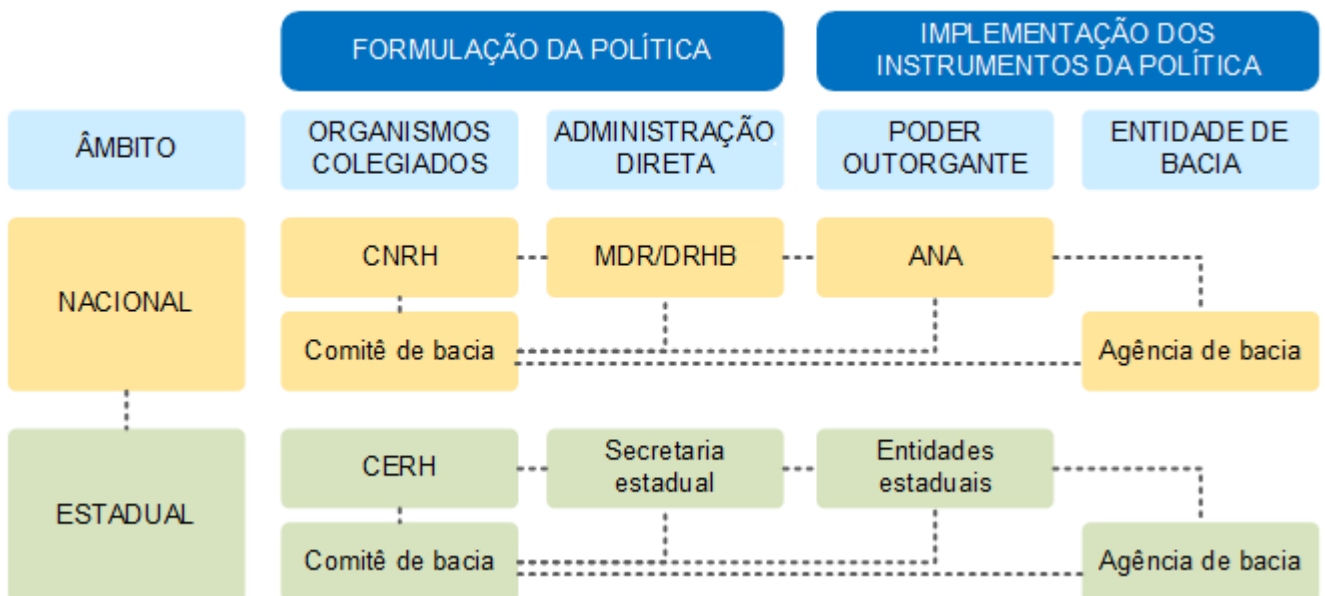 FORMULAÇÃO DA POLÍTICA
IMPLEMENTAÇÃO DOS
INSTRUMENTOS DA POLÍTICA
ÂMBITO
ORGANISMOS
COLEGIADOS
ADMINISTRAÇÃO
DIRETA
PODER
OUTORGANTE
ENTIDADE DE
BACIA
NACIONAL
CNRH
MDR/DRHB
ANA
Comitê de bacia
Agência de bacia
ESTADUAL
CERH
Secretaria
estadual
Entidades
estaduais
Comitê de bacia
Agência de bacia